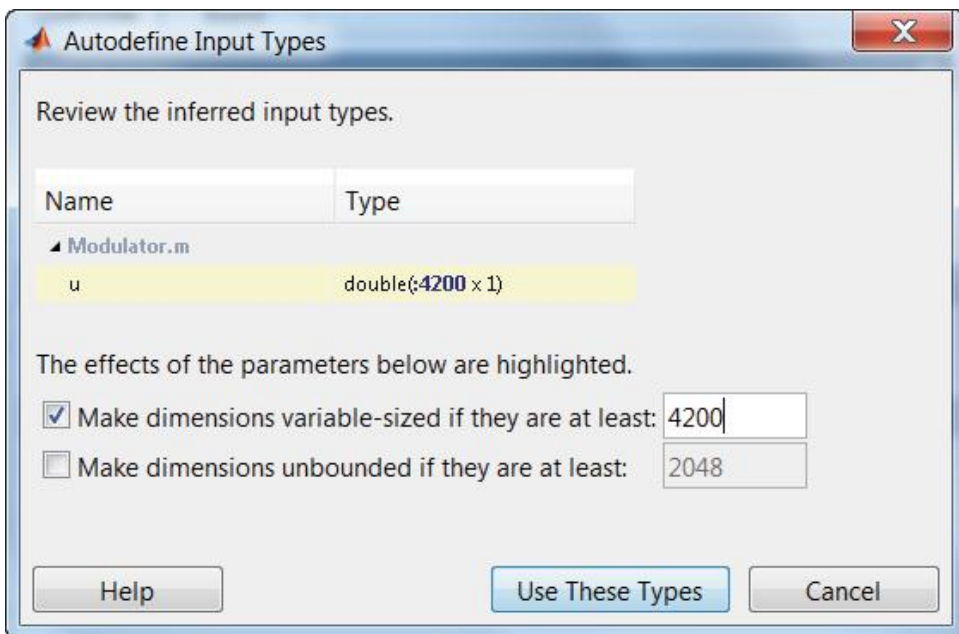 Autodefine Input Types
Review the inferred input types.
Name Type
Modulator.m
u double(:4200 x 1)
The effects of the parameters below are highlighted.
Make dimensions variable-sized if they are at least: 4200
Make dimensions unbounded if they are at least: 2048
Help Use These Types Cancel